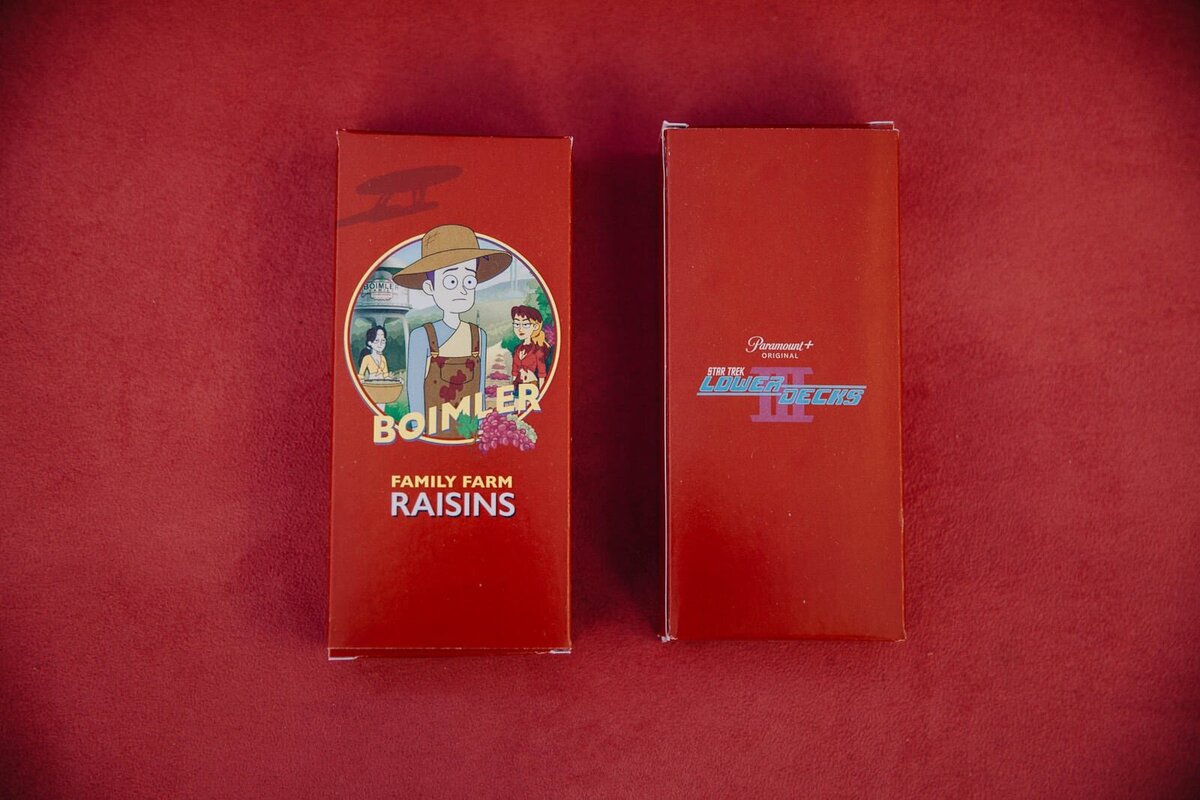 BOIMLER
BOIMLER
FAMILY FARM
RAISINS
Paramount+
ORIGINAL
STAR TREK
LOWER DECKS
III